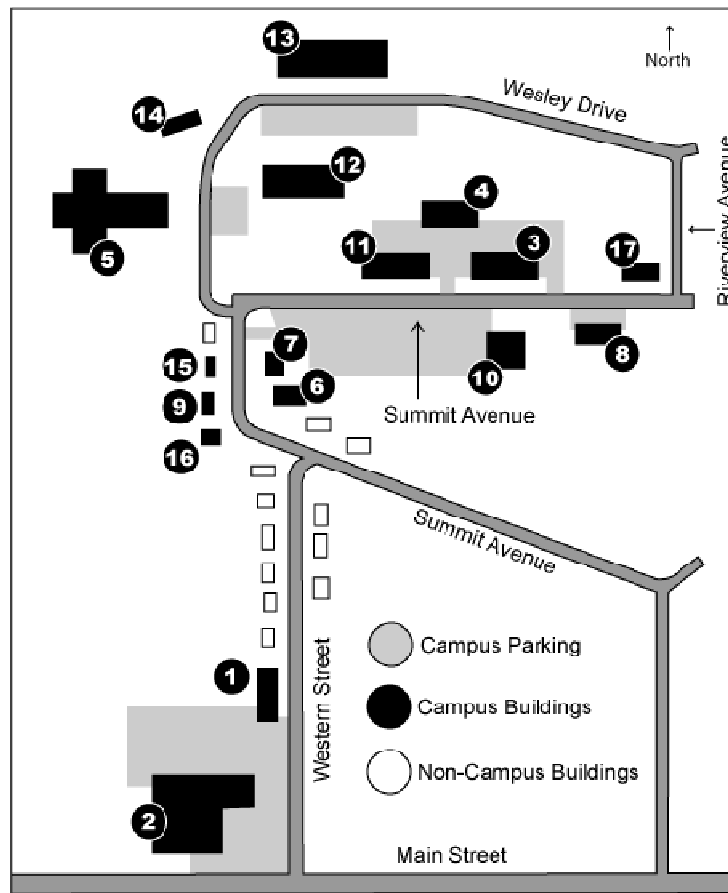 13
North
Wesley Drive
14
Riverview Avenue
12
4
5
11
3
17
7
8
15
10
6
Summit Avenue
9
16
Summit Avenue
Campus Parking
1
Western Street
Campus Buildings
Non-Campus Buildings
2
Main Street